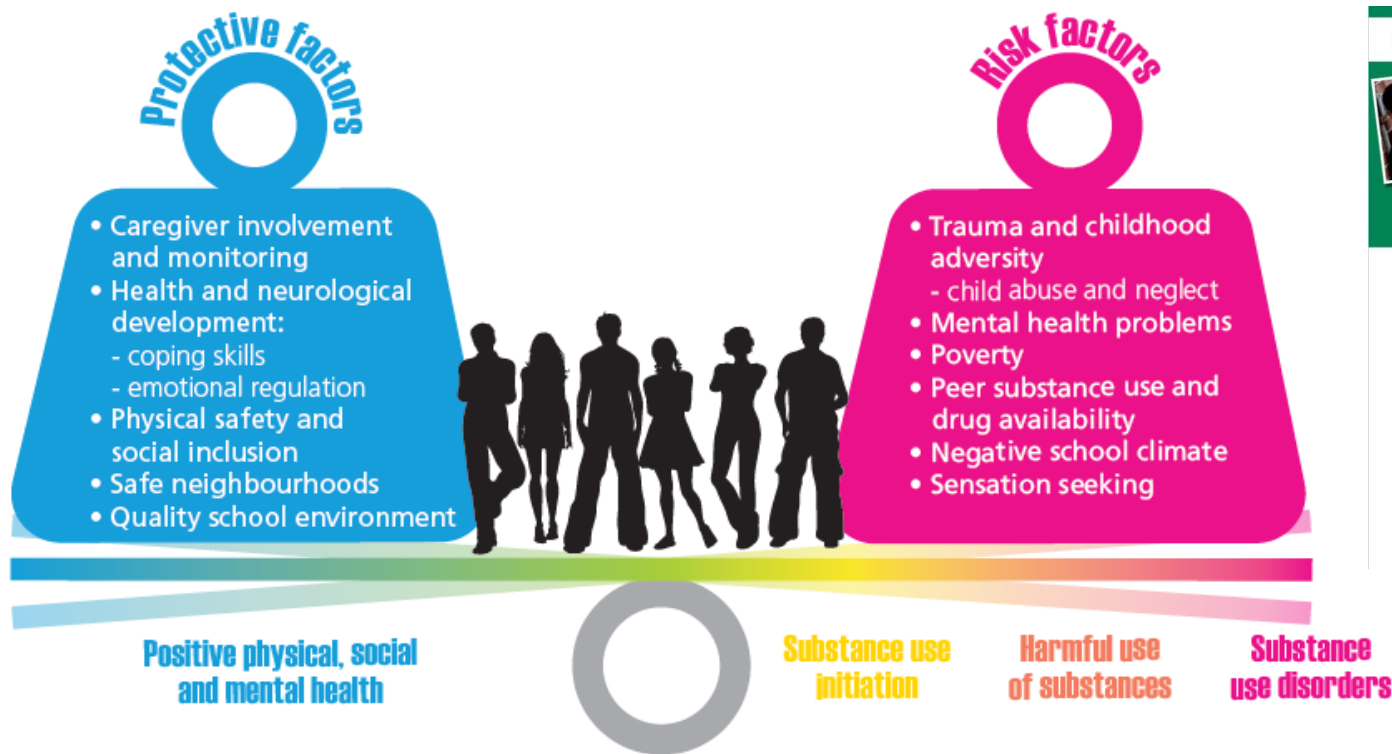 Protective factors
• Caregiver involvement
and monitoring
• Health and neurological
development:
- coping skills
- emotional regulation
• Physical safety and
social inclusion
• Safe neighbourhoods
• Quality school environment
Risk factors
• Trauma and childhood
adversity
- child abuse and neglect
• Mental health problems
• Poverty
• Peer substance use and
drug availability
• Negative school climate
• Sensation seeking
Positive physical, social
and mental health
Substance use
initiation
Harmful use
of substances
Substance
use disorders